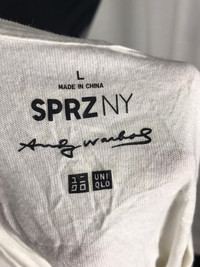 L
MADE IN CHINA
SPRZ NY
Andy Warhol
ユニ UNI
クロ QLO